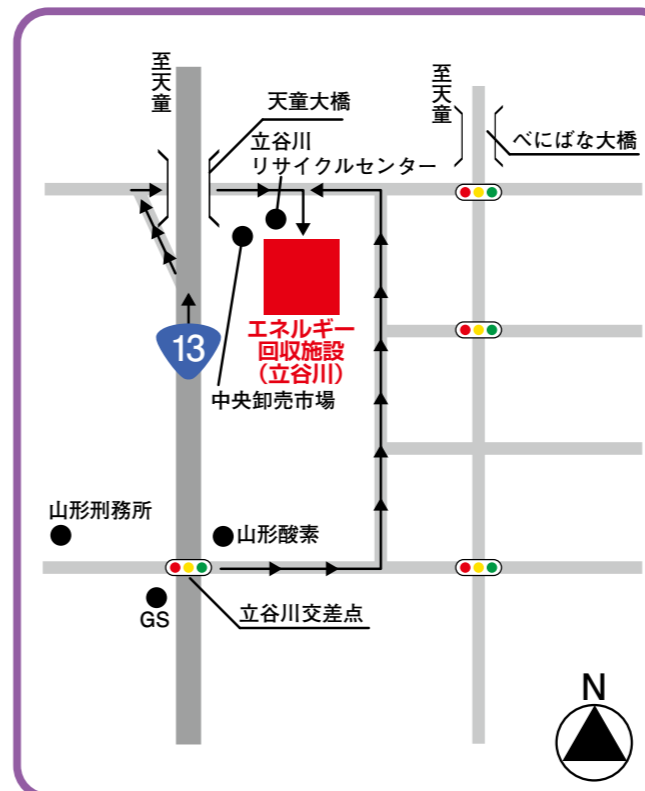 至天童
至天童
天童大橋
べにばな大橋
立谷川
リサイクルセンター
13
エネルギー
回収施設
（立谷川）
中央卸売市場
山形刑務所
山形酸素
GS
立谷川交差点
N